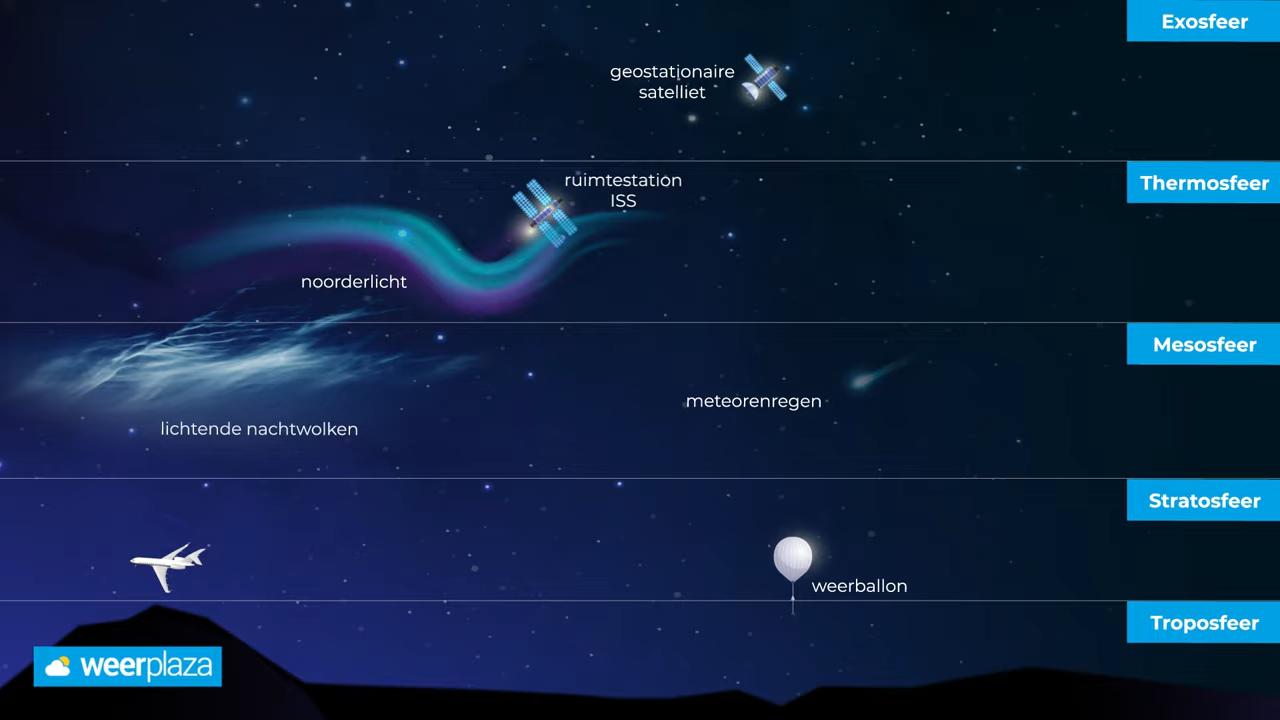 Exosfeer
geostationaire
satelliet
Thermosfeer
ruimtestation
ISS
noorderlicht
Mesosfeer
meteorenregen
lichtende nachtwolken
Stratosfeer
weerballon
Troposfeer
weerplaza